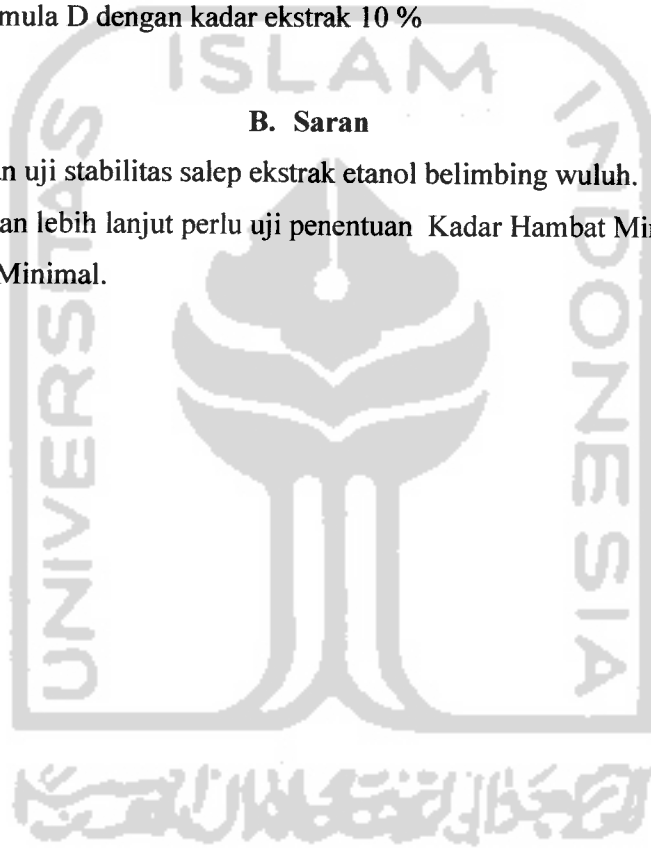 mula D dengan kadar ekstrak 10 %
ISLAM
B. Saran
n uji stabilitas salep ekstrak etanol belimbing wuluh.
an lebih lanjut perlu uji penentuan Kadar Hambat Mi
Minimal.
UNIVERSITAS
INDONESIA